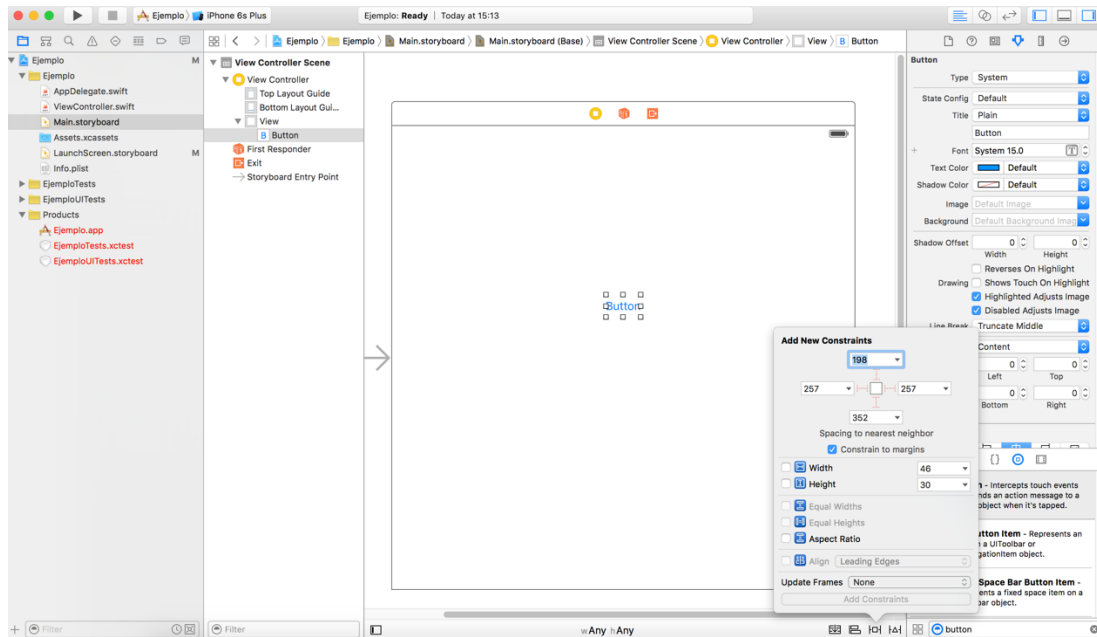 Ejemplo
iPhone 6s Plus
Ejemplo: Ready | Today at 15:13
Ejemplo
Ejemplo
Main.storyboard
Main.storyboard (Base)
View Controller Scene
View Controller
View
B Button
Ejemplo M
Ejemplo
AppDelegate.swift
ViewController.swift
Main.storyboard
Assets.xcassets
LaunchScreen.storyboard M
Info.plist
EjemploTests
EjemploUITests
Products
Ejemplo.app
EjemploTests.xctest
EjemploUITests.xctest
Filter
View Controller Scene
View Controller
Top Layout Guide
Bottom Layout Gui...
View
B Button
First Responder
Exit
Storyboard Entry Point
Filter
Button
wAny hAny
Add New Constraints
198
257 257
352
Spacing to nearest neighbor
Constrain to margins
Width 46
Height 30
Equal Widths
Equal Heights
Aspect Ratio
Align Leading Edges
Update Frames None
Add Constraints
Button
Type System
State Config Default
Title Plain
Button
Font System 15.0
Text Color Default
Shadow Color Default
Image Default Image
Background Default Background Imag
Shadow Offset 0 0
Width Height
Reverses On Highlight
Drawing Shows Touch On Highlight
Highlighted Adjusts Image
Disabled Adjusts Image
Line Break Truncate Middle
Content
0 0
Left Top
0 0
Bottom Right
- Intercepts touch events
nds an action message to a
object when it's tapped.
Item - Represents an
a UIToolbar or
gationItem object.
Space Bar Button Item -
ents a fixed space item on a
bar object.
button